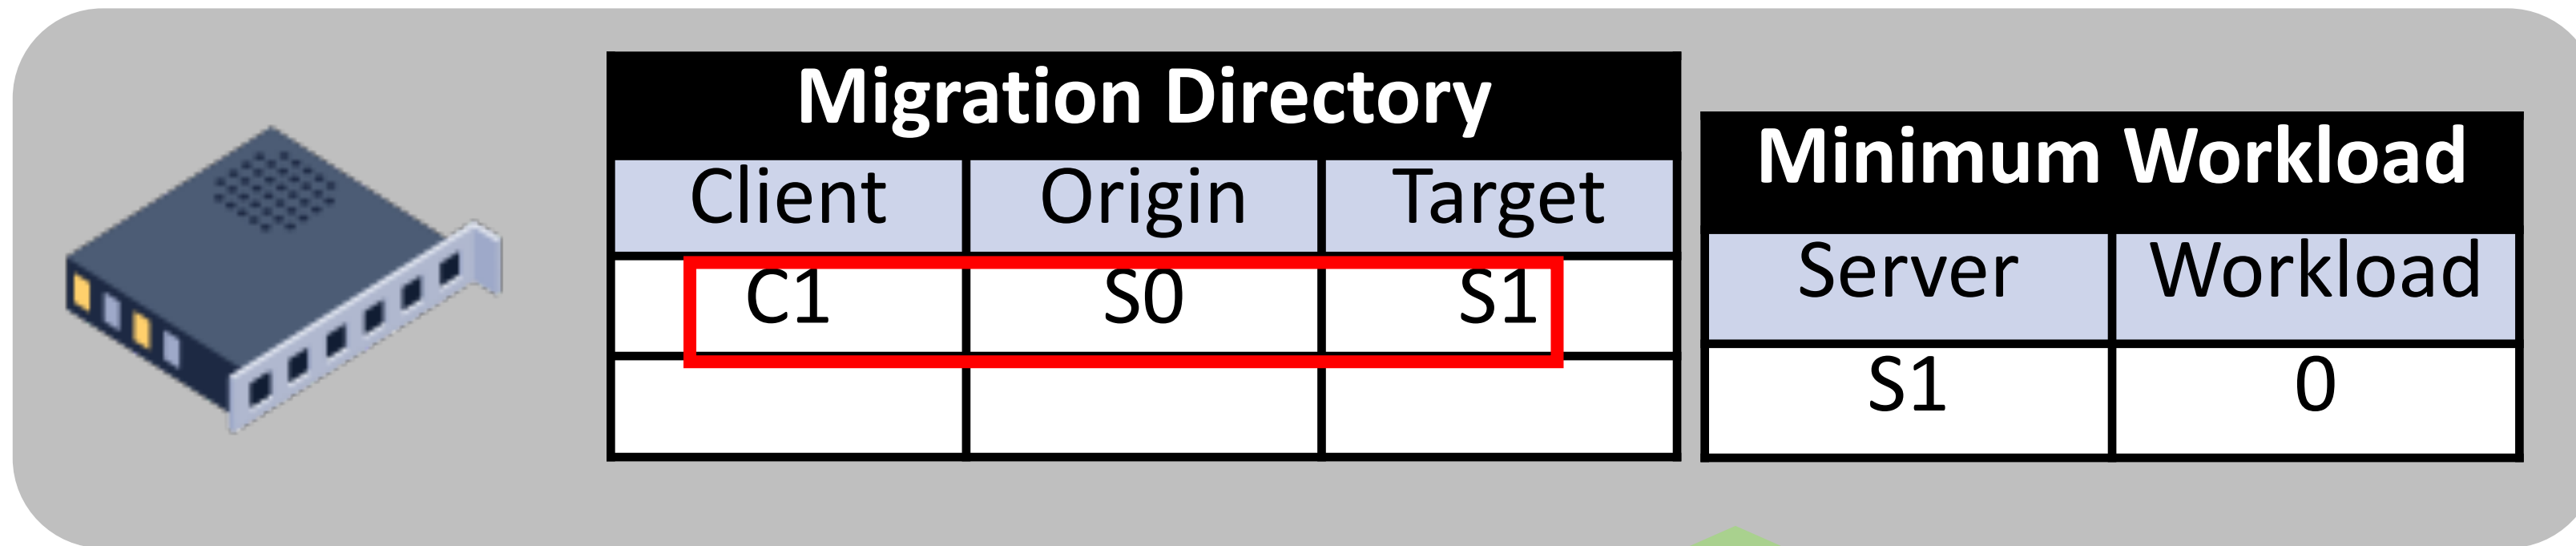 Migration Directory
Client Origin Target
C1 S0 S1
Minimum Workload
Server Workload
S1 0